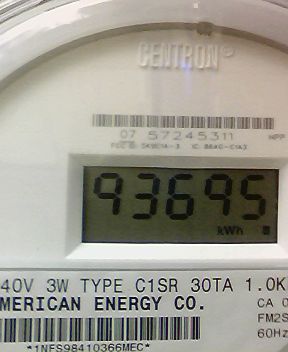 CENTRON®
07 57245311
93695
kWh
40V 3W TYPE C1SR 30TA 1.0K
MERICAN ENERGY CO.
CA 0
FM2S
60Hz
*1NFS98410366MEC*